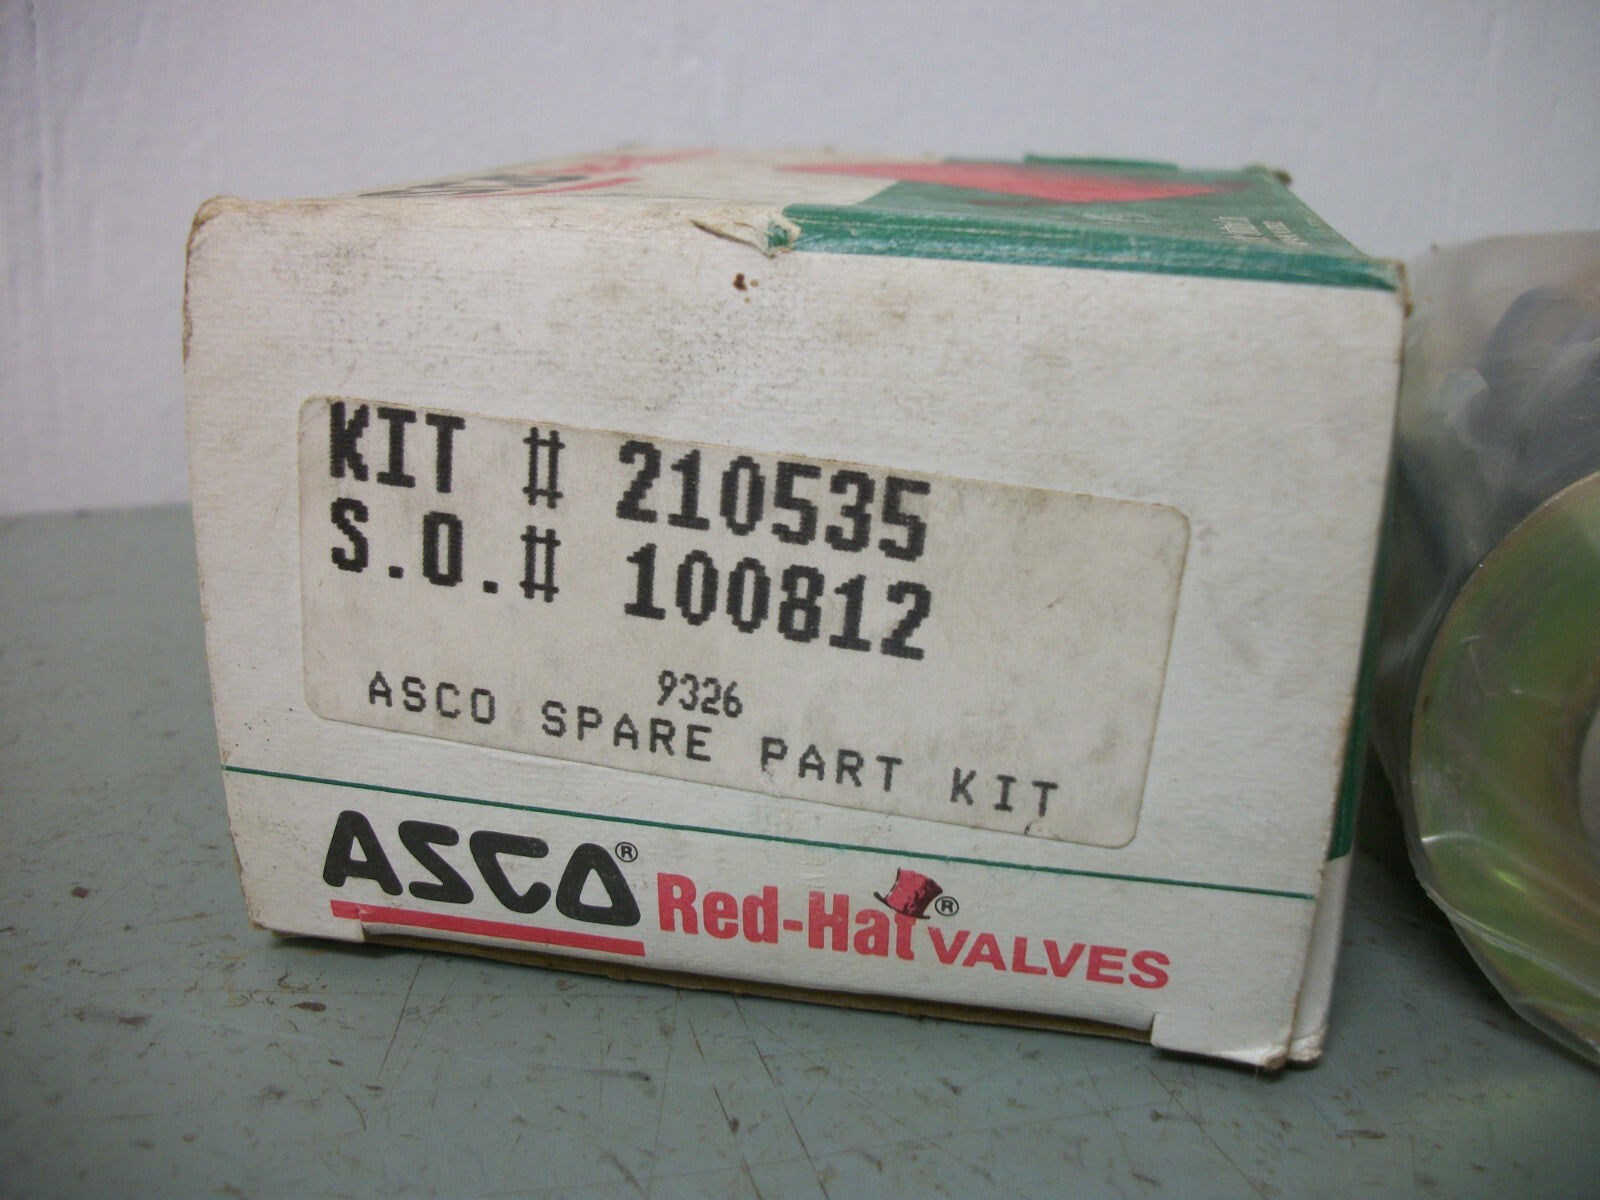 KIT # 210535
S.O.# 100812
9326
ASCO SPARE PART KIT
ASCO®
Red-Hat® VALVES